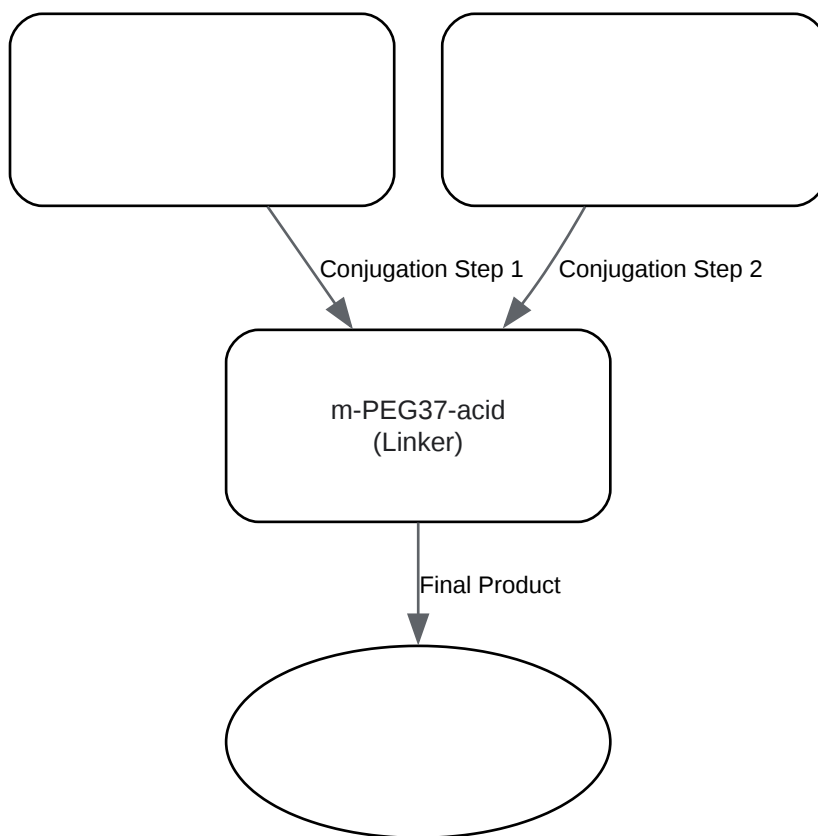 Conjugation Step 1
Conjugation Step 2
m-PEG37-acid
(Linker)
Final Product